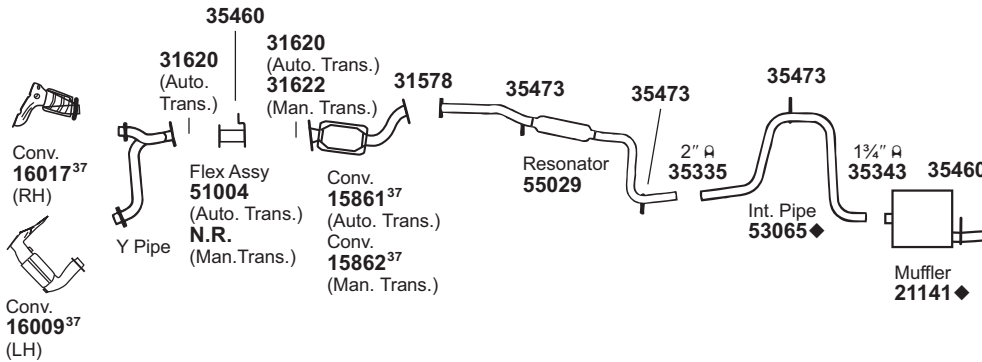 35460
31620
(Auto.
Trans.)
31620
(Auto. Trans.)
31622
(Man. Trans.)
31578
35473
35473
35473
2″
35335
1¾″
35343
35460
Conv.
16017³⁷
(RH)
Y Pipe
Flex Assy
51004
(Auto. Trans.)
N.R.
(Man.Trans.)
Conv.
15861³⁷
(Auto. Trans.)
Conv.
15862³⁷
(Man. Trans.)
Resonator
55029
Int. Pipe
53065◆
Muffler
21141◆
Conv.
16009³⁷
(LH)